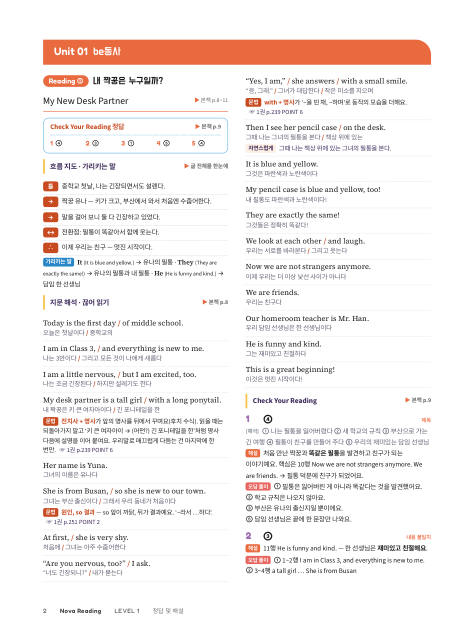 Unit 01 be동사
Reading ① 내 짝꿍은 누구일까?
My New Desk Partner ▶ 본책 p.8~11
Check Your Reading 정답 ▶ 본책 p.9
1 ④ 2 ③ 3 ① 4 ⑤ 5 ④
흐름 지도 · 가리키는 말 ▶ 글 전체를 한눈에
중학교 첫날, 나는 긴장되면서도 설렌다.
→ 짝꿍 유나 — 키가 크고, 부산에서 와서 처음엔 수줍어한다.
→ 말을 걸어 보니 둘 다 긴장하고 있었다.
↔ 전환점: 필통이 똑같아서 함께 웃는다.
∴ 이제 우리는 친구 — 멋진 시작이다.
가리키는 말 It (It is blue and yellow.) → 유나의 필통 · They (They are
exactly the same!) → 유나의 필통과 내 필통 · He (He is funny and kind.) →
담임 한 선생님
지문 해석 · 끊어 읽기 ▶ 본책 p.8
Today is the first day / of middle school.
오늘은 첫날이다 / 중학교의
I am in Class 3, / and everything is new to me.
나는 3반이다 / 그리고 모든 것이 나에게 새롭다
I am a little nervous, / but I am excited, too.
나는 조금 긴장된다 / 하지만 설레기도 한다
My desk partner is a tall girl / with a long ponytail.
내 짝꿍은 키 큰 여자아이다 / 긴 포니테일을 한
문법 전치사 + 명사가 앞의 명사를 뒤에서 꾸며요(후치 수식). 읽을 때는
되돌아가지 말고 '키 큰 여자아이 → (어떤?) 긴 포니테일을 한'처럼 명사
다음에 설명을 이어 붙여요. 우리말로 매끄럽게 다듬는 건 마지막에 한
번만. ☞ 1권 p.239 POINT 6
Her name is Yuna.
그녀의 이름은 유나다
She is from Busan, / so she is new to our town.
그녀는 부산 출신이다 / 그래서 우리 동네가 처음이다
문법 원인, so 결과 — so 앞이 까닭, 뒤가 결과예요. '~라서 …하다'.
☞ 1권 p.251 POINT 2
At first, / she is very shy.
처음에 / 그녀는 아주 수줍어한다
"Are you nervous, too?" / I ask.
"너도 긴장되니?" / 내가 묻는다
"Yes, I am," / she answers / with a small smile.
"응, 그래." / 그녀가 대답한다 / 작은 미소를 지으며
문법 with + 명사가 '~을 띤 채, ~하며'로 동작의 모습을 더해요.
☞ 1권 p.239 POINT 6
Then I see her pencil case / on the desk.
그때 나는 그녀의 필통을 본다 / 책상 위에 있는
자연스럽게 그때 나는 책상 위에 있는 그녀의 필통을 본다.
It is blue and yellow.
그것은 파란색과 노란색이다
My pencil case is blue and yellow, too!
내 필통도 파란색과 노란색이다!
They are exactly the same!
그것들은 정확히 똑같다!
We look at each other / and laugh.
우리는 서로를 바라본다 / 그리고 웃는다
Now we are not strangers anymore.
이제 우리는 더 이상 낯선 사이가 아니다
We are friends.
우리는 친구다
Our homeroom teacher is Mr. Han.
우리 담임 선생님은 한 선생님이다
He is funny and kind.
그는 재미있고 친절하다
This is a great beginning!
이것은 멋진 시작이다!
Check Your Reading ▶ 본책 p.9
1 ④
① 나는 필통을 잃어버렸다 ② 새 학교의 규칙 ③ 부산으로 가는
긴 여행 ④ 필통이 친구를 만들어 주다 ⑤ 우리의 재미있는 담임 선생님
해설 처음 만난 짝꿍과 똑같은 필통을 발견하고 친구가 되는
이야기예요. 핵심은 10행 Now we are not strangers anymore. We
are friends. → 필통 덕분에 친구가 되었어요.
오답 풀이 ① 필통은 잃어버린 게 아니라 똑같다는 것을 발견했어요.
② 학교 규칙은 나오지 않아요.
③ 부산은 유나의 출신지일 뿐이에요.
⑤ 담임 선생님은 글에 한 문장만 나와요.
2 ③ 내용 불일치
해설 11행 He is funny and kind. — 한 선생님은 재미있고 친절해요.
오답 풀이 ① 1~2행 I am in Class 3, and everything is new to me.
② 3~4행 a tall girl … She is from Busan
2 Nova Reading LEVEL 1 정답 및 해설